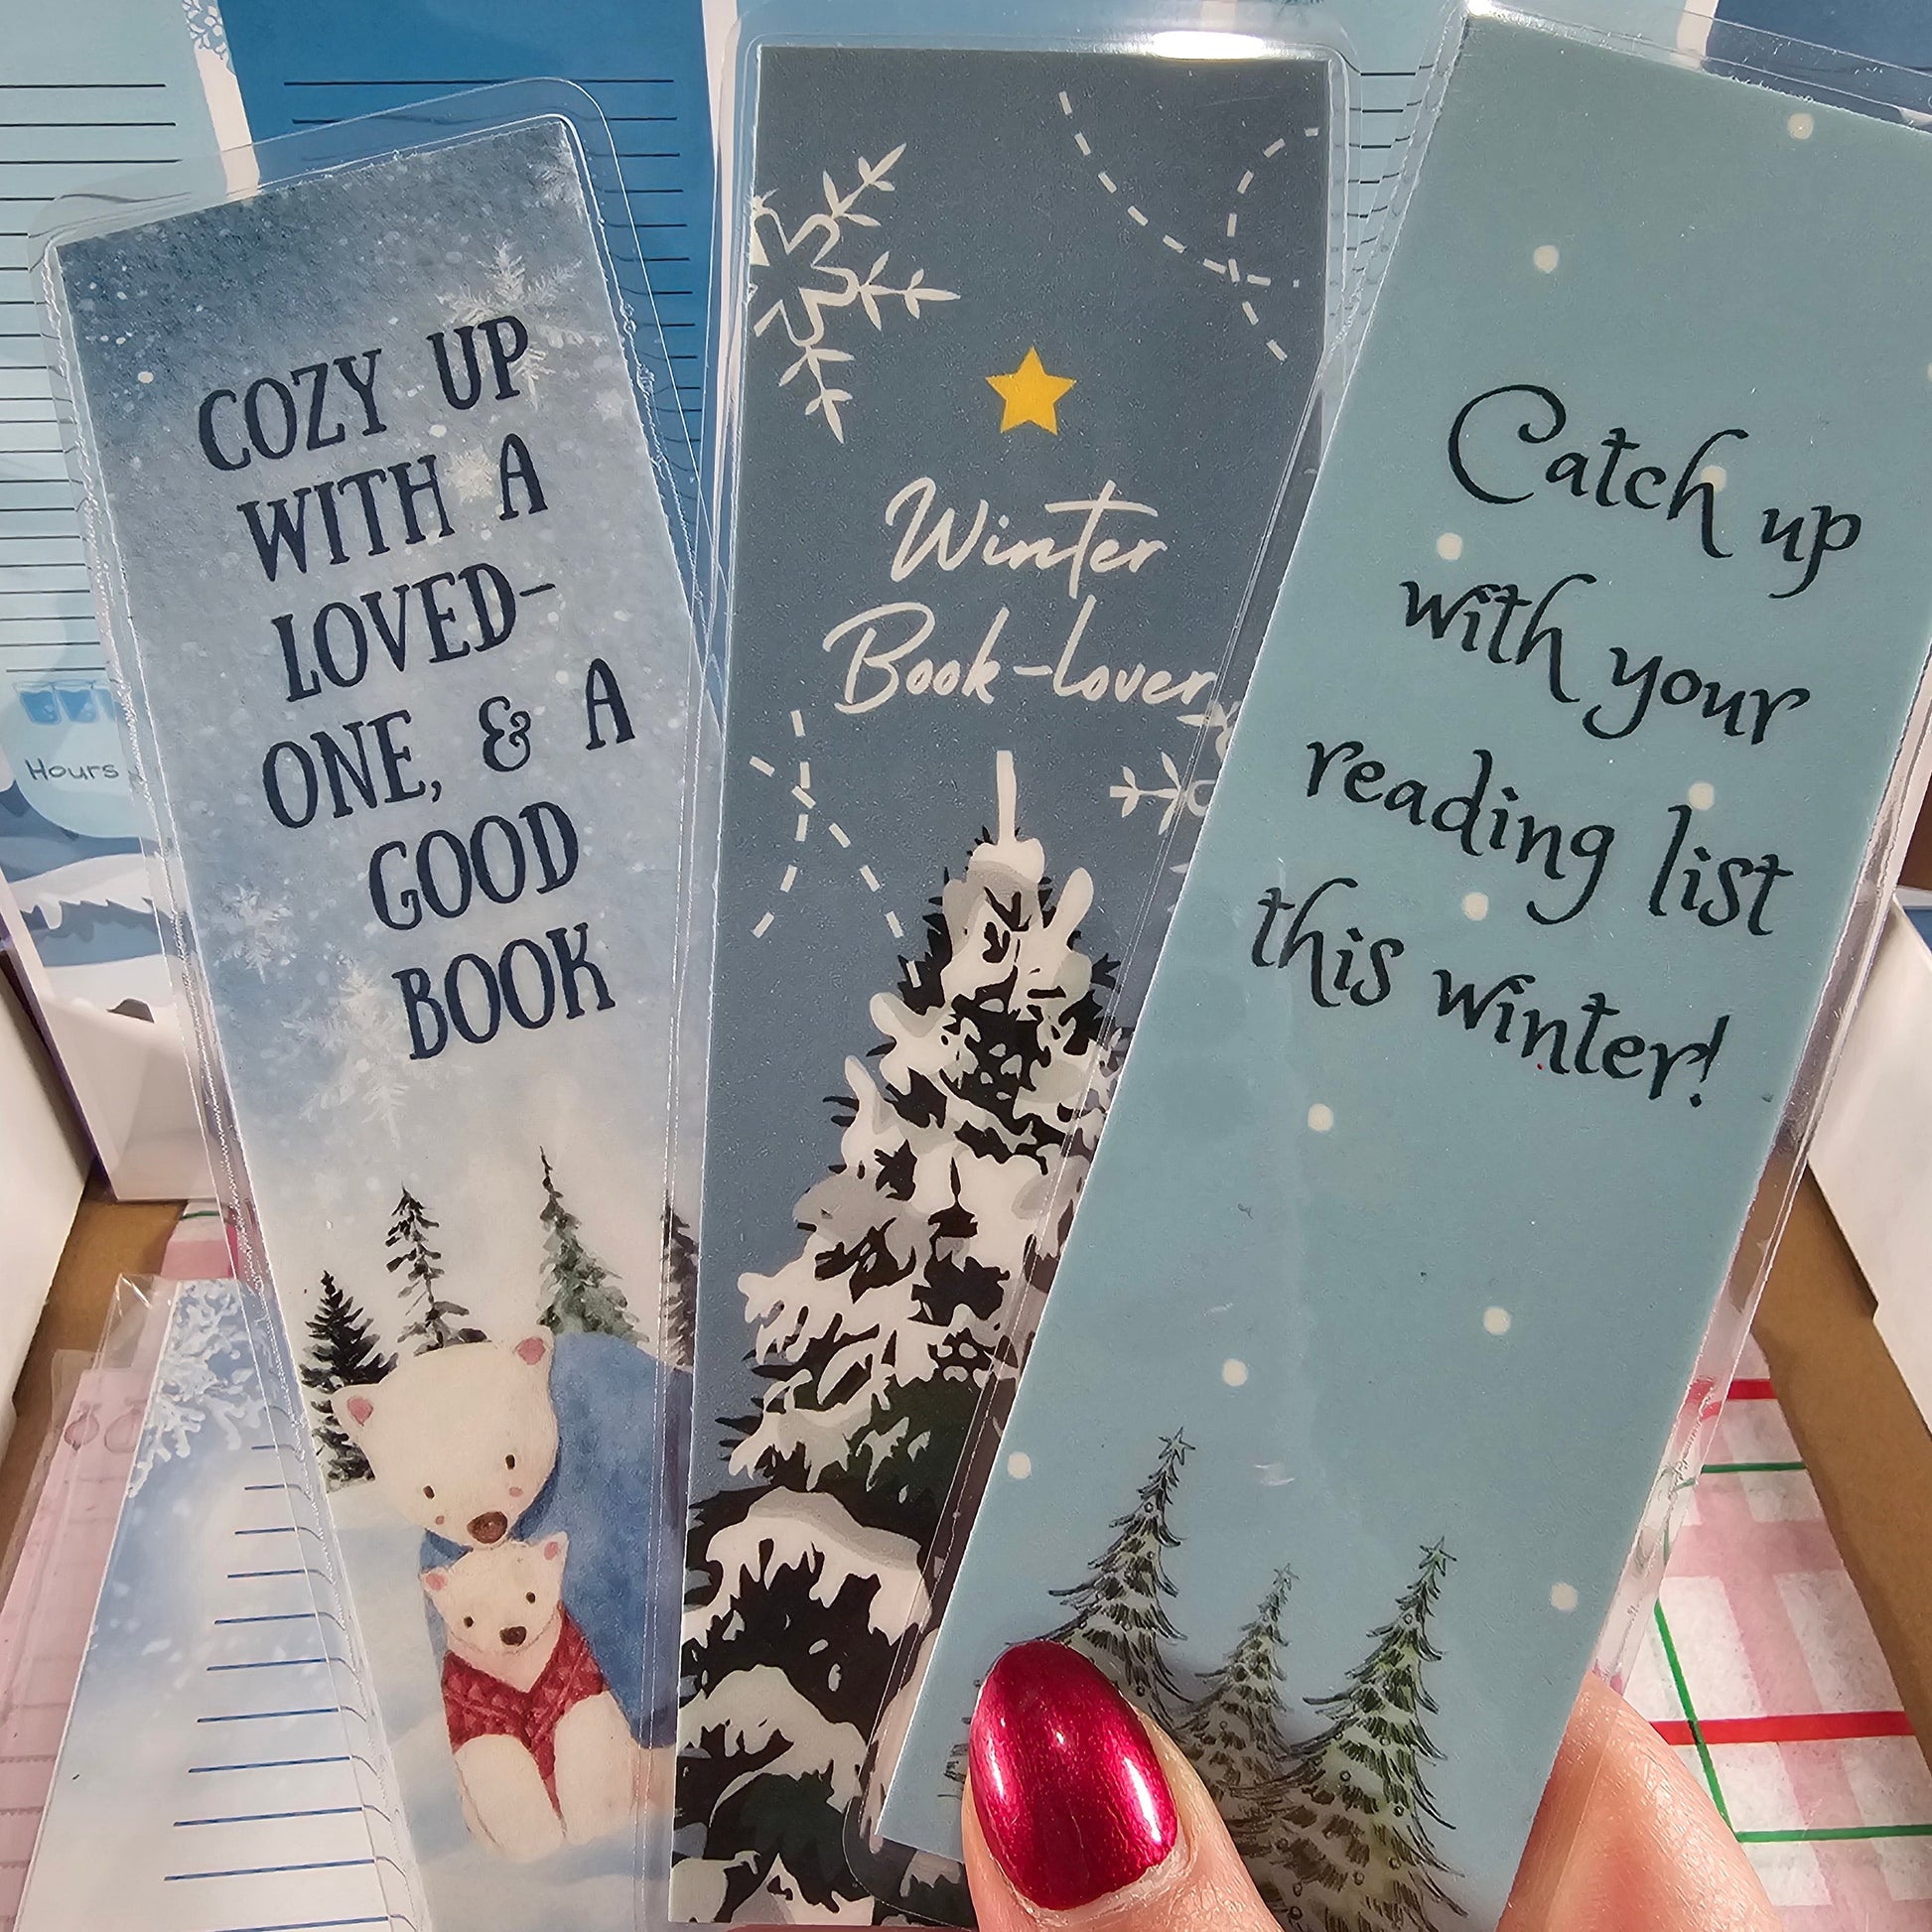 COZY UP
WITH A
LOVED-
ONE, & A
GOOD
BOOK
Winter
Book-lover
Catch up
with your
reading list
this winter!
Hours